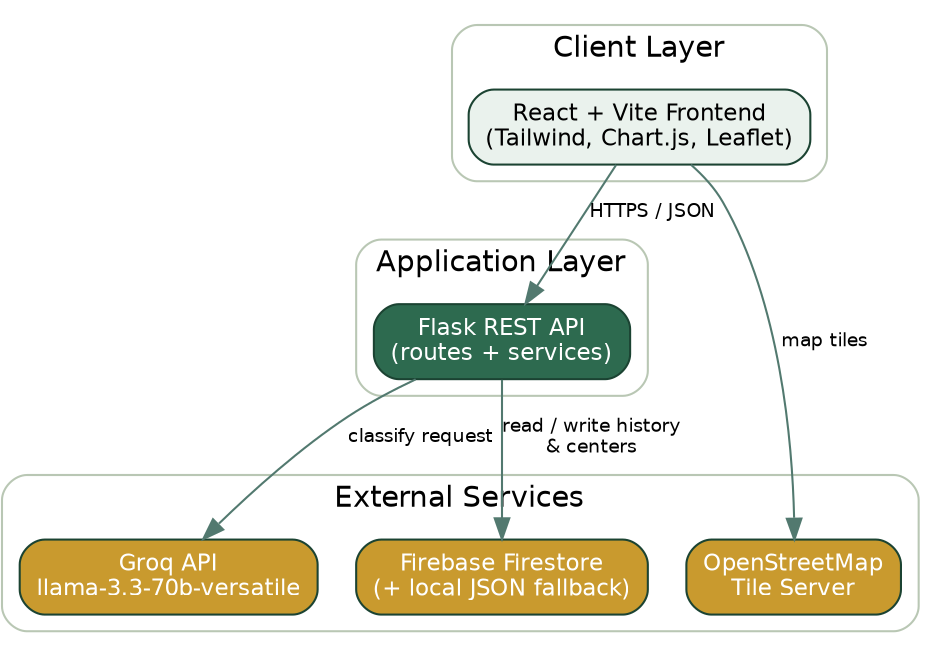 Client Layer
React + Vite Frontend
(Tailwind, Chart.js, Leaflet)
HTTPS / JSON
Application Layer
Flask REST API
(routes + services)
map tiles
classify request
read / write history
& centers
External Services
Groq API
llama-3.3-70b-versatile
Firebase Firestore
(+ local JSON fallback)
OpenStreetMap
Tile Server